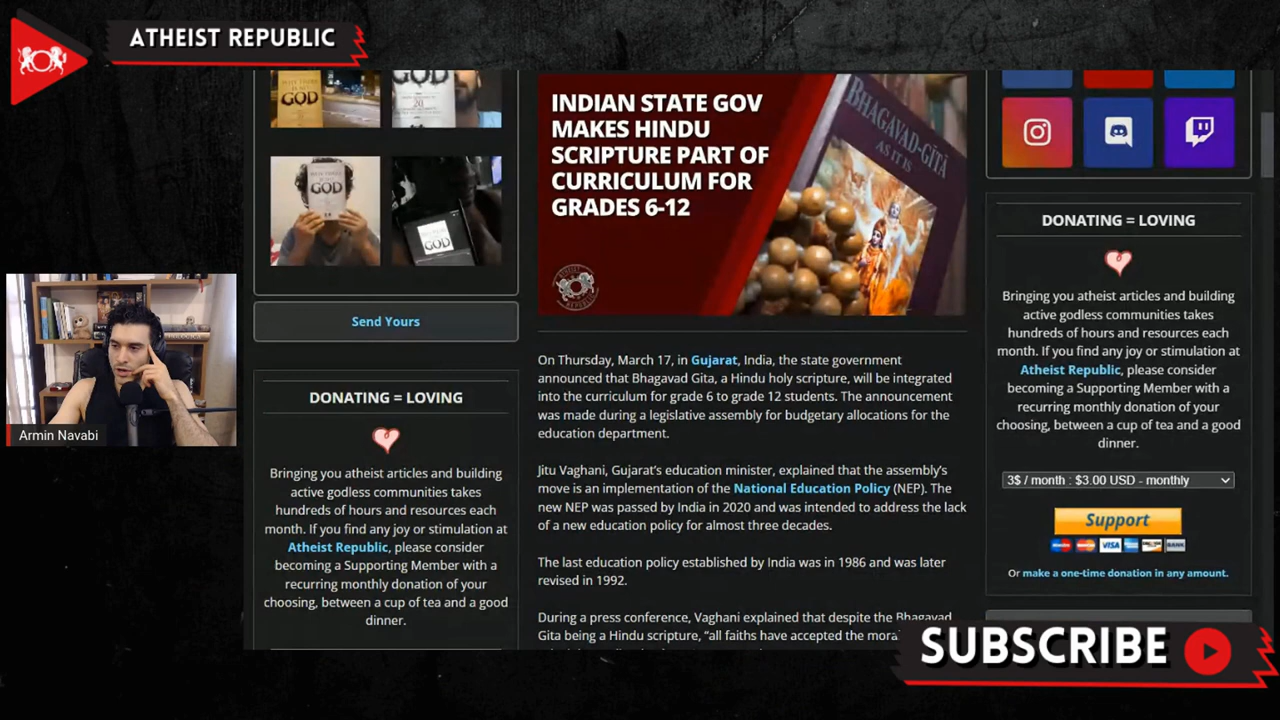 ATHEIST REPUBLIC
GOD
GOD
20
GOD
GOD
Send Yours
DONATING = LOVING
Bringing you atheist articles and building
active godless communities takes
hundreds of hours and resources each
month. If you find any joy or stimulation at
Atheist Republic, please consider
becoming a Supporting Member with a
recurring monthly donation of your
choosing, between a cup of tea and a good
dinner.
Armin Navabi
INDIAN STATE GOV
MAKES HINDU
SCRIPTURE PART OF
CURRICULUM FOR
GRADES 6-12
BHAGAVAD-GĪTĀ
AS IT IS
On Thursday, March 17, in Gujarat, India, the state government
announced that Bhagavad Gita, a Hindu holy scripture, will be integrated
into the curriculum for grade 6 to grade 12 students. The announcement
was made during a legislative assembly for budgetary allocations for the
education department.
Jitu Vaghani, Gujarat's education minister, explained that the assembly's
move is an implementation of the National Education Policy (NEP). The
new NEP was passed by India in 2020 and was intended to address the lack
of a new education policy for almost three decades.
The last education policy established by India was in 1986 and was later
revised in 1992.
During a press conference, Vaghani explained that despite the Bhagavad
Gita being a Hindu scripture, “all faiths have accepted the moral
DONATING = LOVING
Bringing you atheist articles and building
active godless communities takes
hundreds of hours and resources each
month. If you find any joy or stimulation at
Atheist Republic, please consider
becoming a Supporting Member with a
recurring monthly donation of your
choosing, between a cup of tea and a good
dinner.
3$ / month : $3.00 USD - monthly
Support
VISA
BANK
Or make a one-time donation in any amount.
SUBSCRIBE